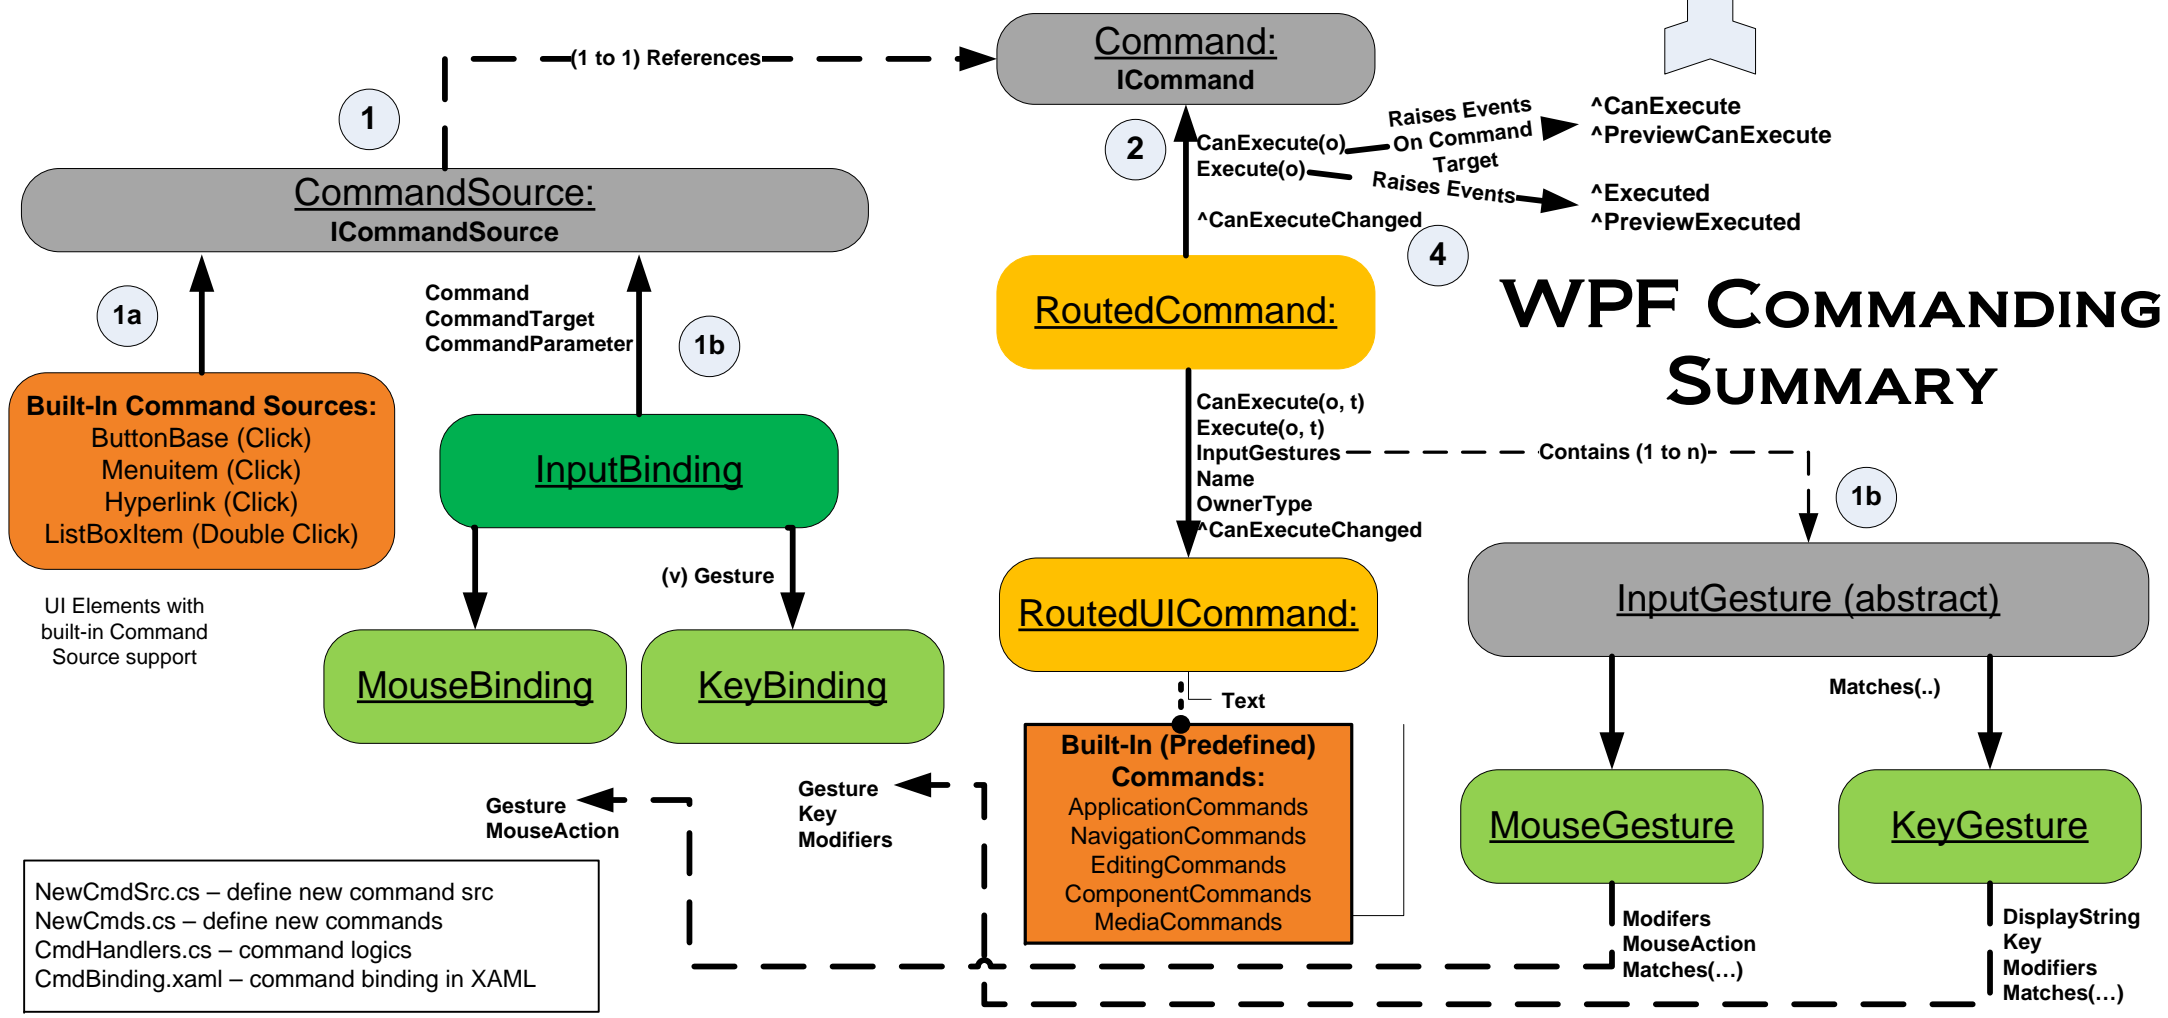 (1 to 1) References
Command:
ICommand
1
2
CanExecute(o)
Execute(o)
^CanExecuteChanged
Raises Events
On Command
Target
Raises Events
^CanExecute
^PreviewCanExecute
^Executed
^PreviewExecuted
4
CommandSource:
ICommandSource
1a
Command
CommandTarget
CommandParameter
1b
RoutedCommand:
WPF Commanding
Summary
Built-In Command Sources:
ButtonBase (Click)
Menuitem (Click)
Hyperlink (Click)
ListBoxItem (Double Click)
UI Elements with
built-in Command
Source support
InputBinding
(v) Gesture
MouseBinding
KeyBinding
CanExecute(o, t)
Execute(o, t)
InputGestures
Name
OwnerType
^CanExecuteChanged
Contains (1 to n)
1b
RoutedUICommand:
Text
InputGesture (abstract)
Matches(..)
MouseGesture
KeyGesture
Built-In (Predefined)
Commands:
ApplicationCommands
NavigationCommands
EditingCommands
ComponentCommands
MediaCommands
Gesture
MouseAction
Gesture
Key
Modifiers
Modifers
MouseAction
Matches(…)
DisplayString
Key
Modifiers
Matches(…)
NewCmdSrc.cs – define new command src
NewCmds.cs – define new commands
CmdHandlers.cs – command logics
CmdBinding.xaml – command binding in XAML